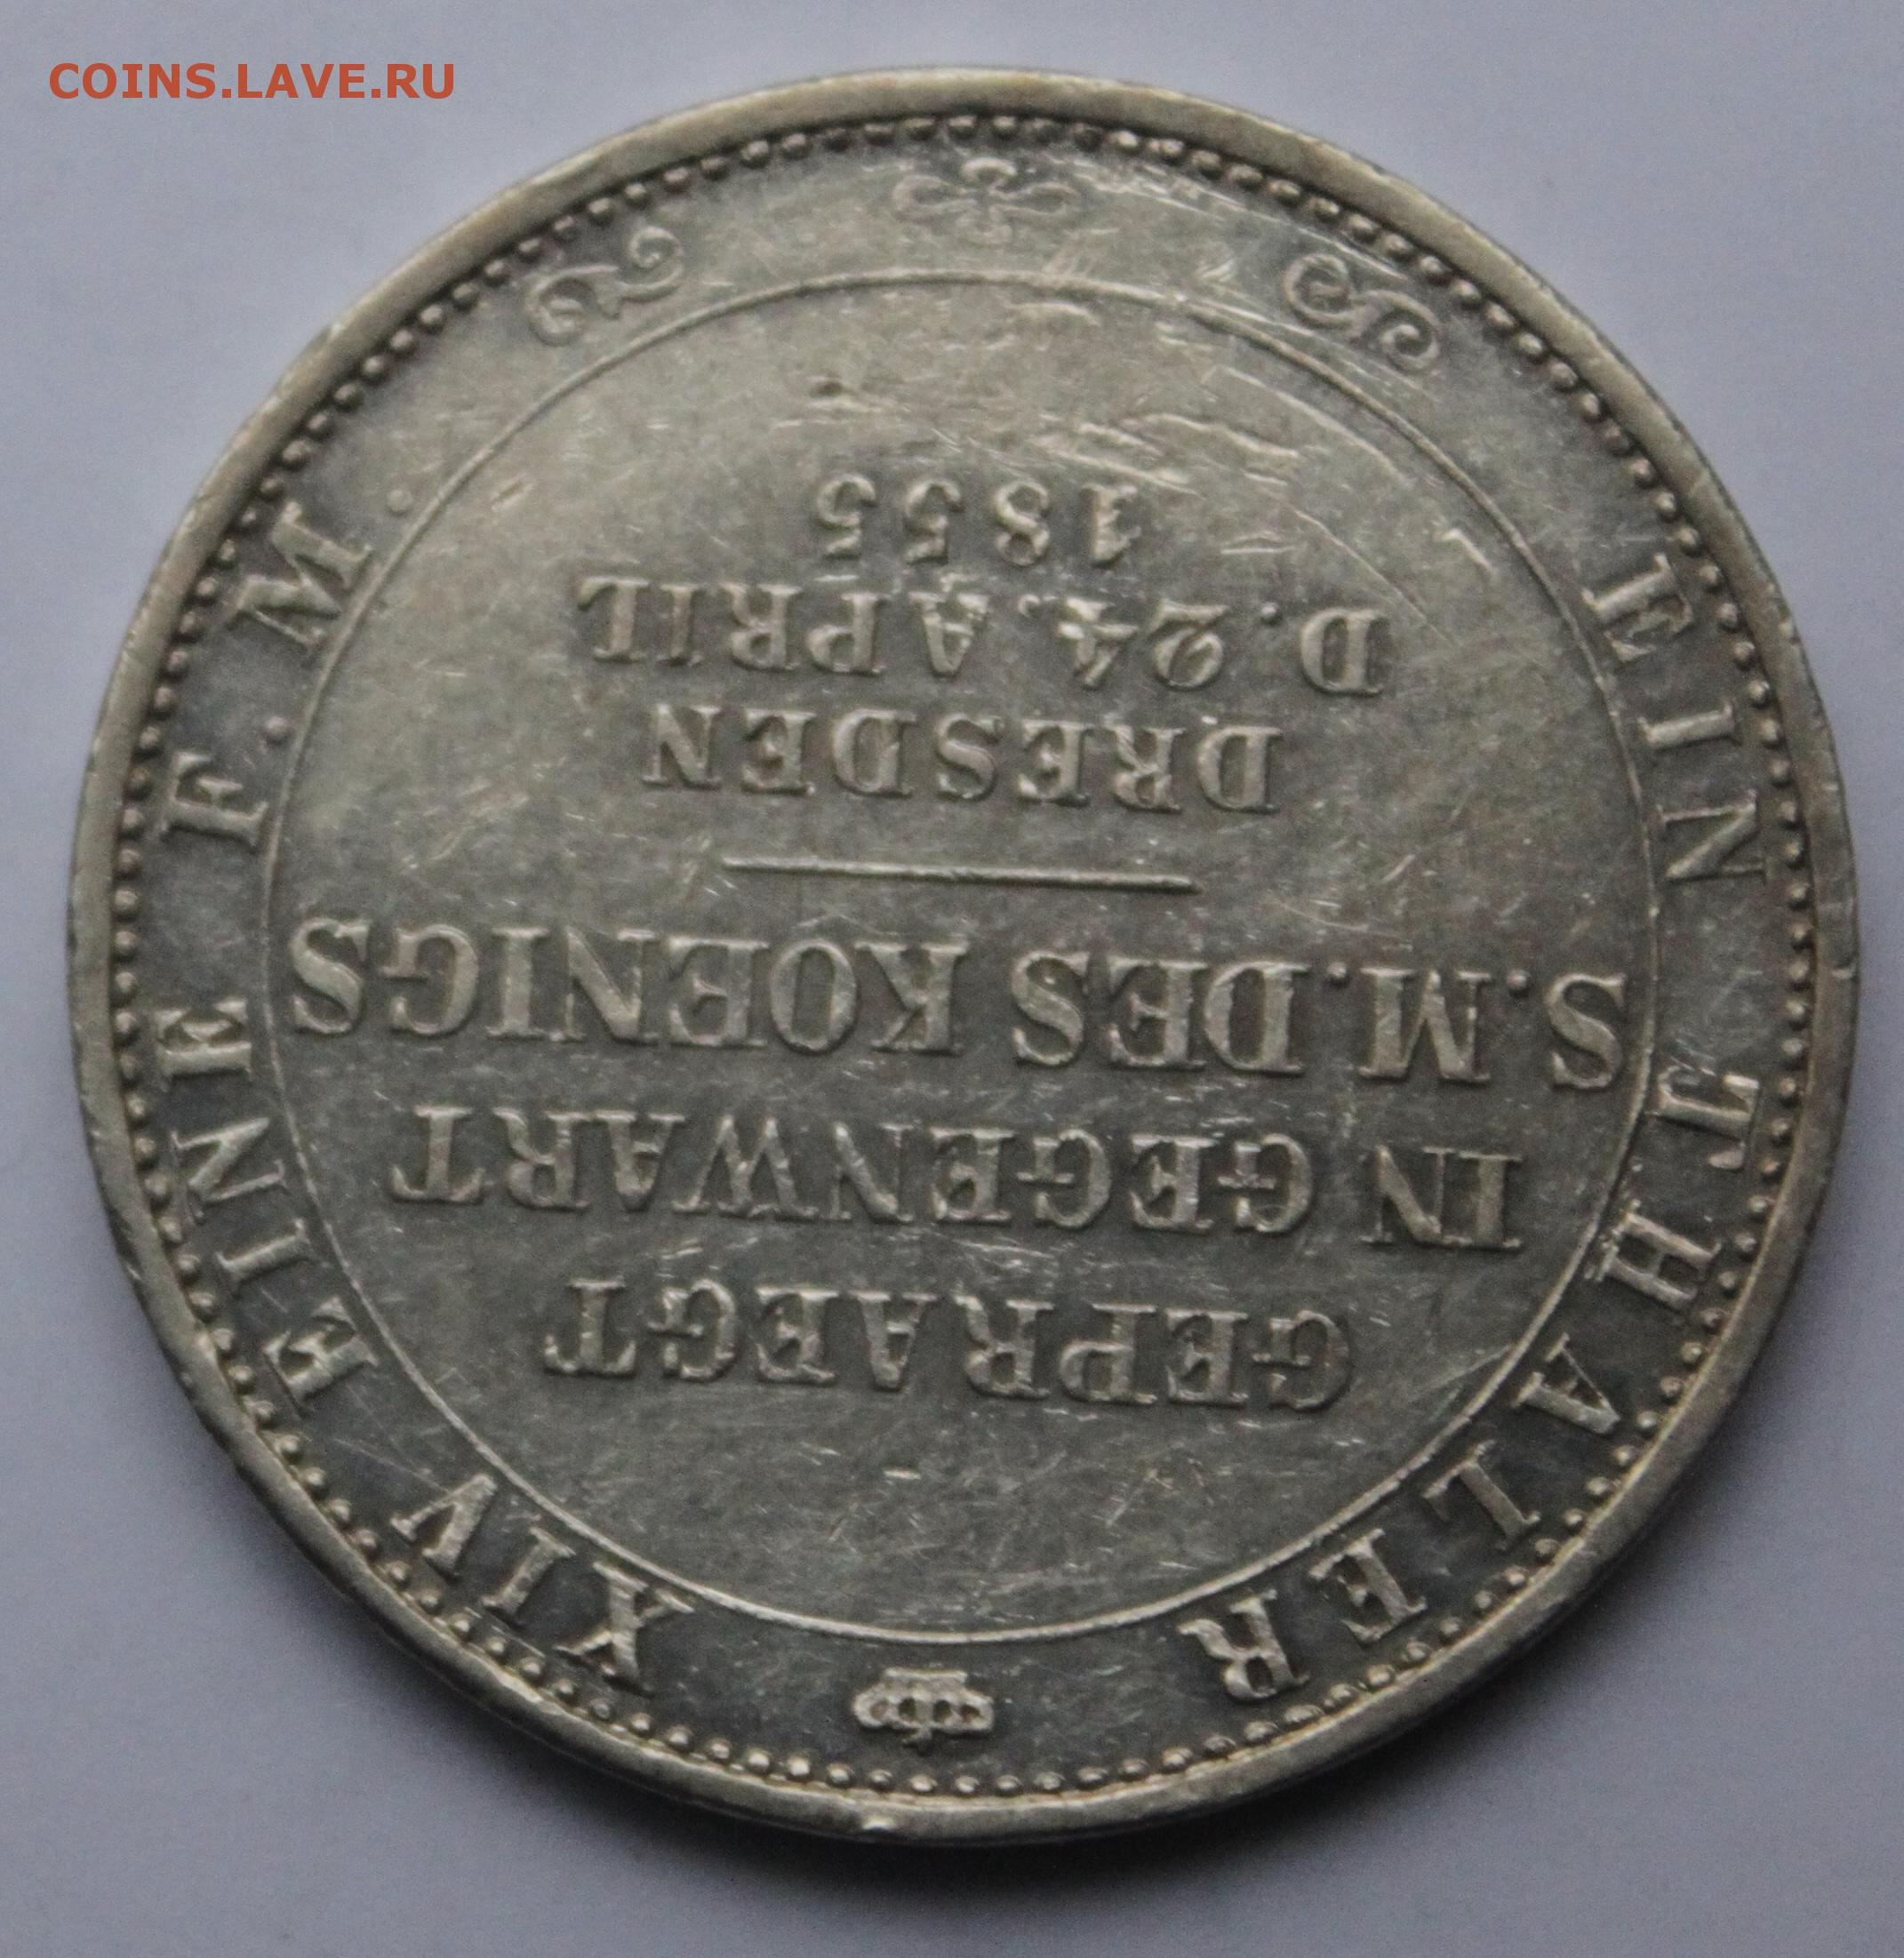 COINS.LAVE.RU
EIN THALER XIV EINE F. M.
GEPRAEGT
IN GEGENWART
S. M. DES KOENIGS
DRESDEN
D. 24. APRIL
1855